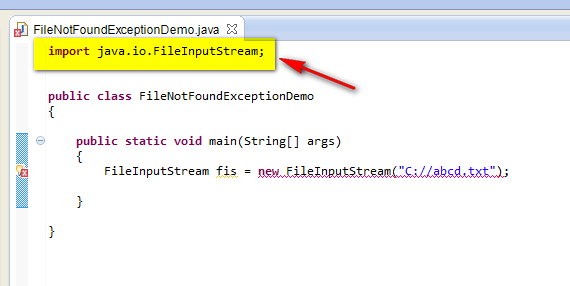 FileNotFoundExceptionDemo.java
import java.io.FileInputStream;
public class FileNotFoundExceptionDemo
{
public static void main(String[] args)
{
FileInputStream fis = new FileInputStream("C://abcd.txt");
}
}